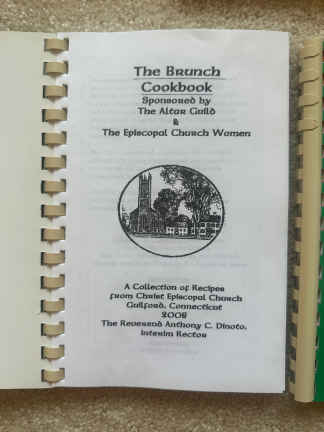 The Brunch
Cookbook
Sponsored by
The Altar Guild
&
The Episcopal Church Women
A Collection of Recipes
from Christ Episcopal Church
Guilford, Connecticut
2008
The Reverend Anthony C. Dinoto,
Interim Rector